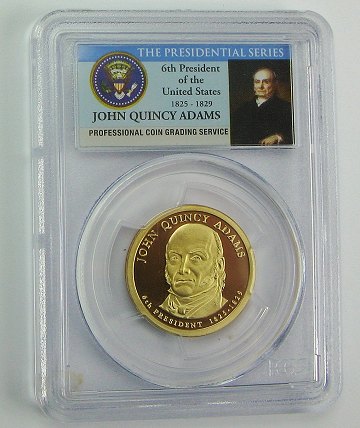 THE PRESIDENTIAL SERIES
6th President
of the
United States
1825 - 1829
JOHN QUINCY ADAMS
PROFESSIONAL COIN GRADING SERVICE
JOHN QUINCY ADAMS
6th PRESIDENT 1825-1829